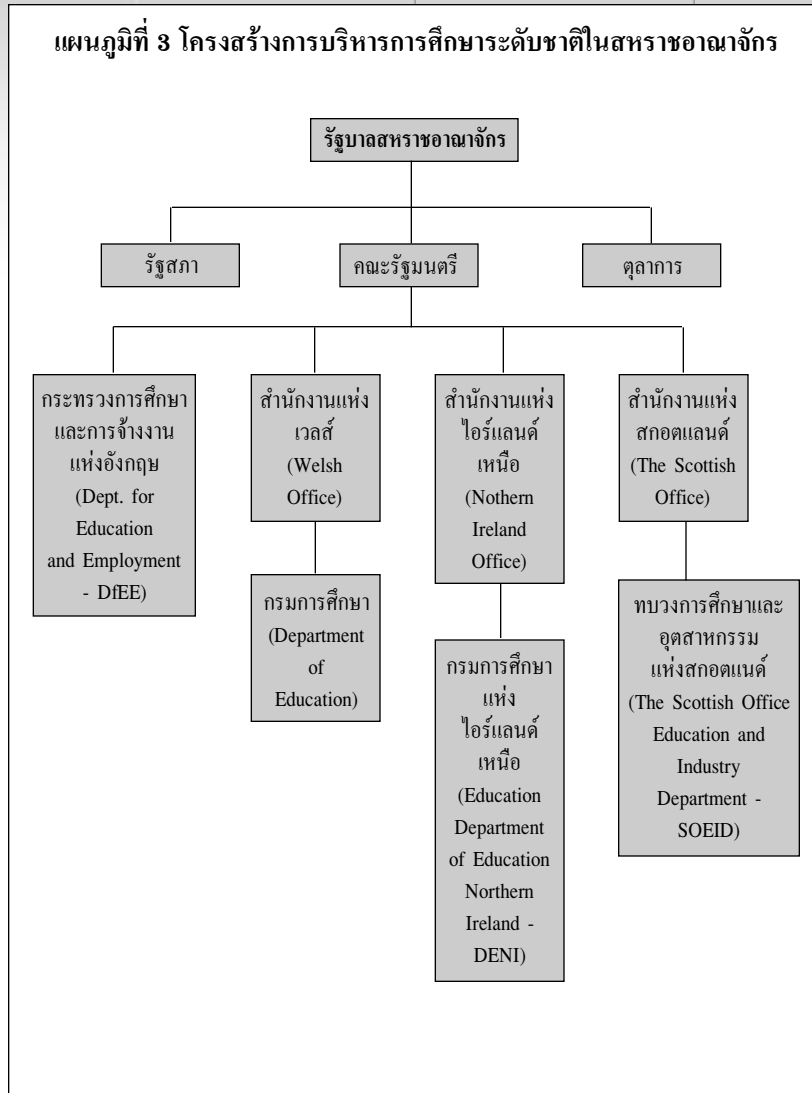 แผนภูมิที่ 3 โครงสร้างการบริหารการศึกษาระดับชาติในสหราชอาณาจักร
รัฐบาลสหราชอาณาจักร
รัฐสภา
คณะรัฐมนตรี
ตุลาการ
กระทรวงการศึกษา
และการจ้างงาน
แห่งอังกฤษ
(Dept. for
Education
and Employment
- DfEE)
สำนักงานแห่ง
เวลส์
(Welsh
Office)
สำนักงานแห่ง
ไอร์แลนด์
เหนือ
(Nothern
Ireland
Office)
สำนักงานแห่ง
สกอตแลนด์
(The Scottish
Office)
กรมการศึกษา
(Department
of
Education)
กรมการศึกษา
แห่ง
ไอร์แลนด์
เหนือ
(Education
Department
of Education
Northern
Ireland -
DENI)
ทบวงการศึกษาและ
อุตสาหกรรม
แห่งสกอตแนด์
(The Scottish Office
Education and
Industry
Department -
SOEID)